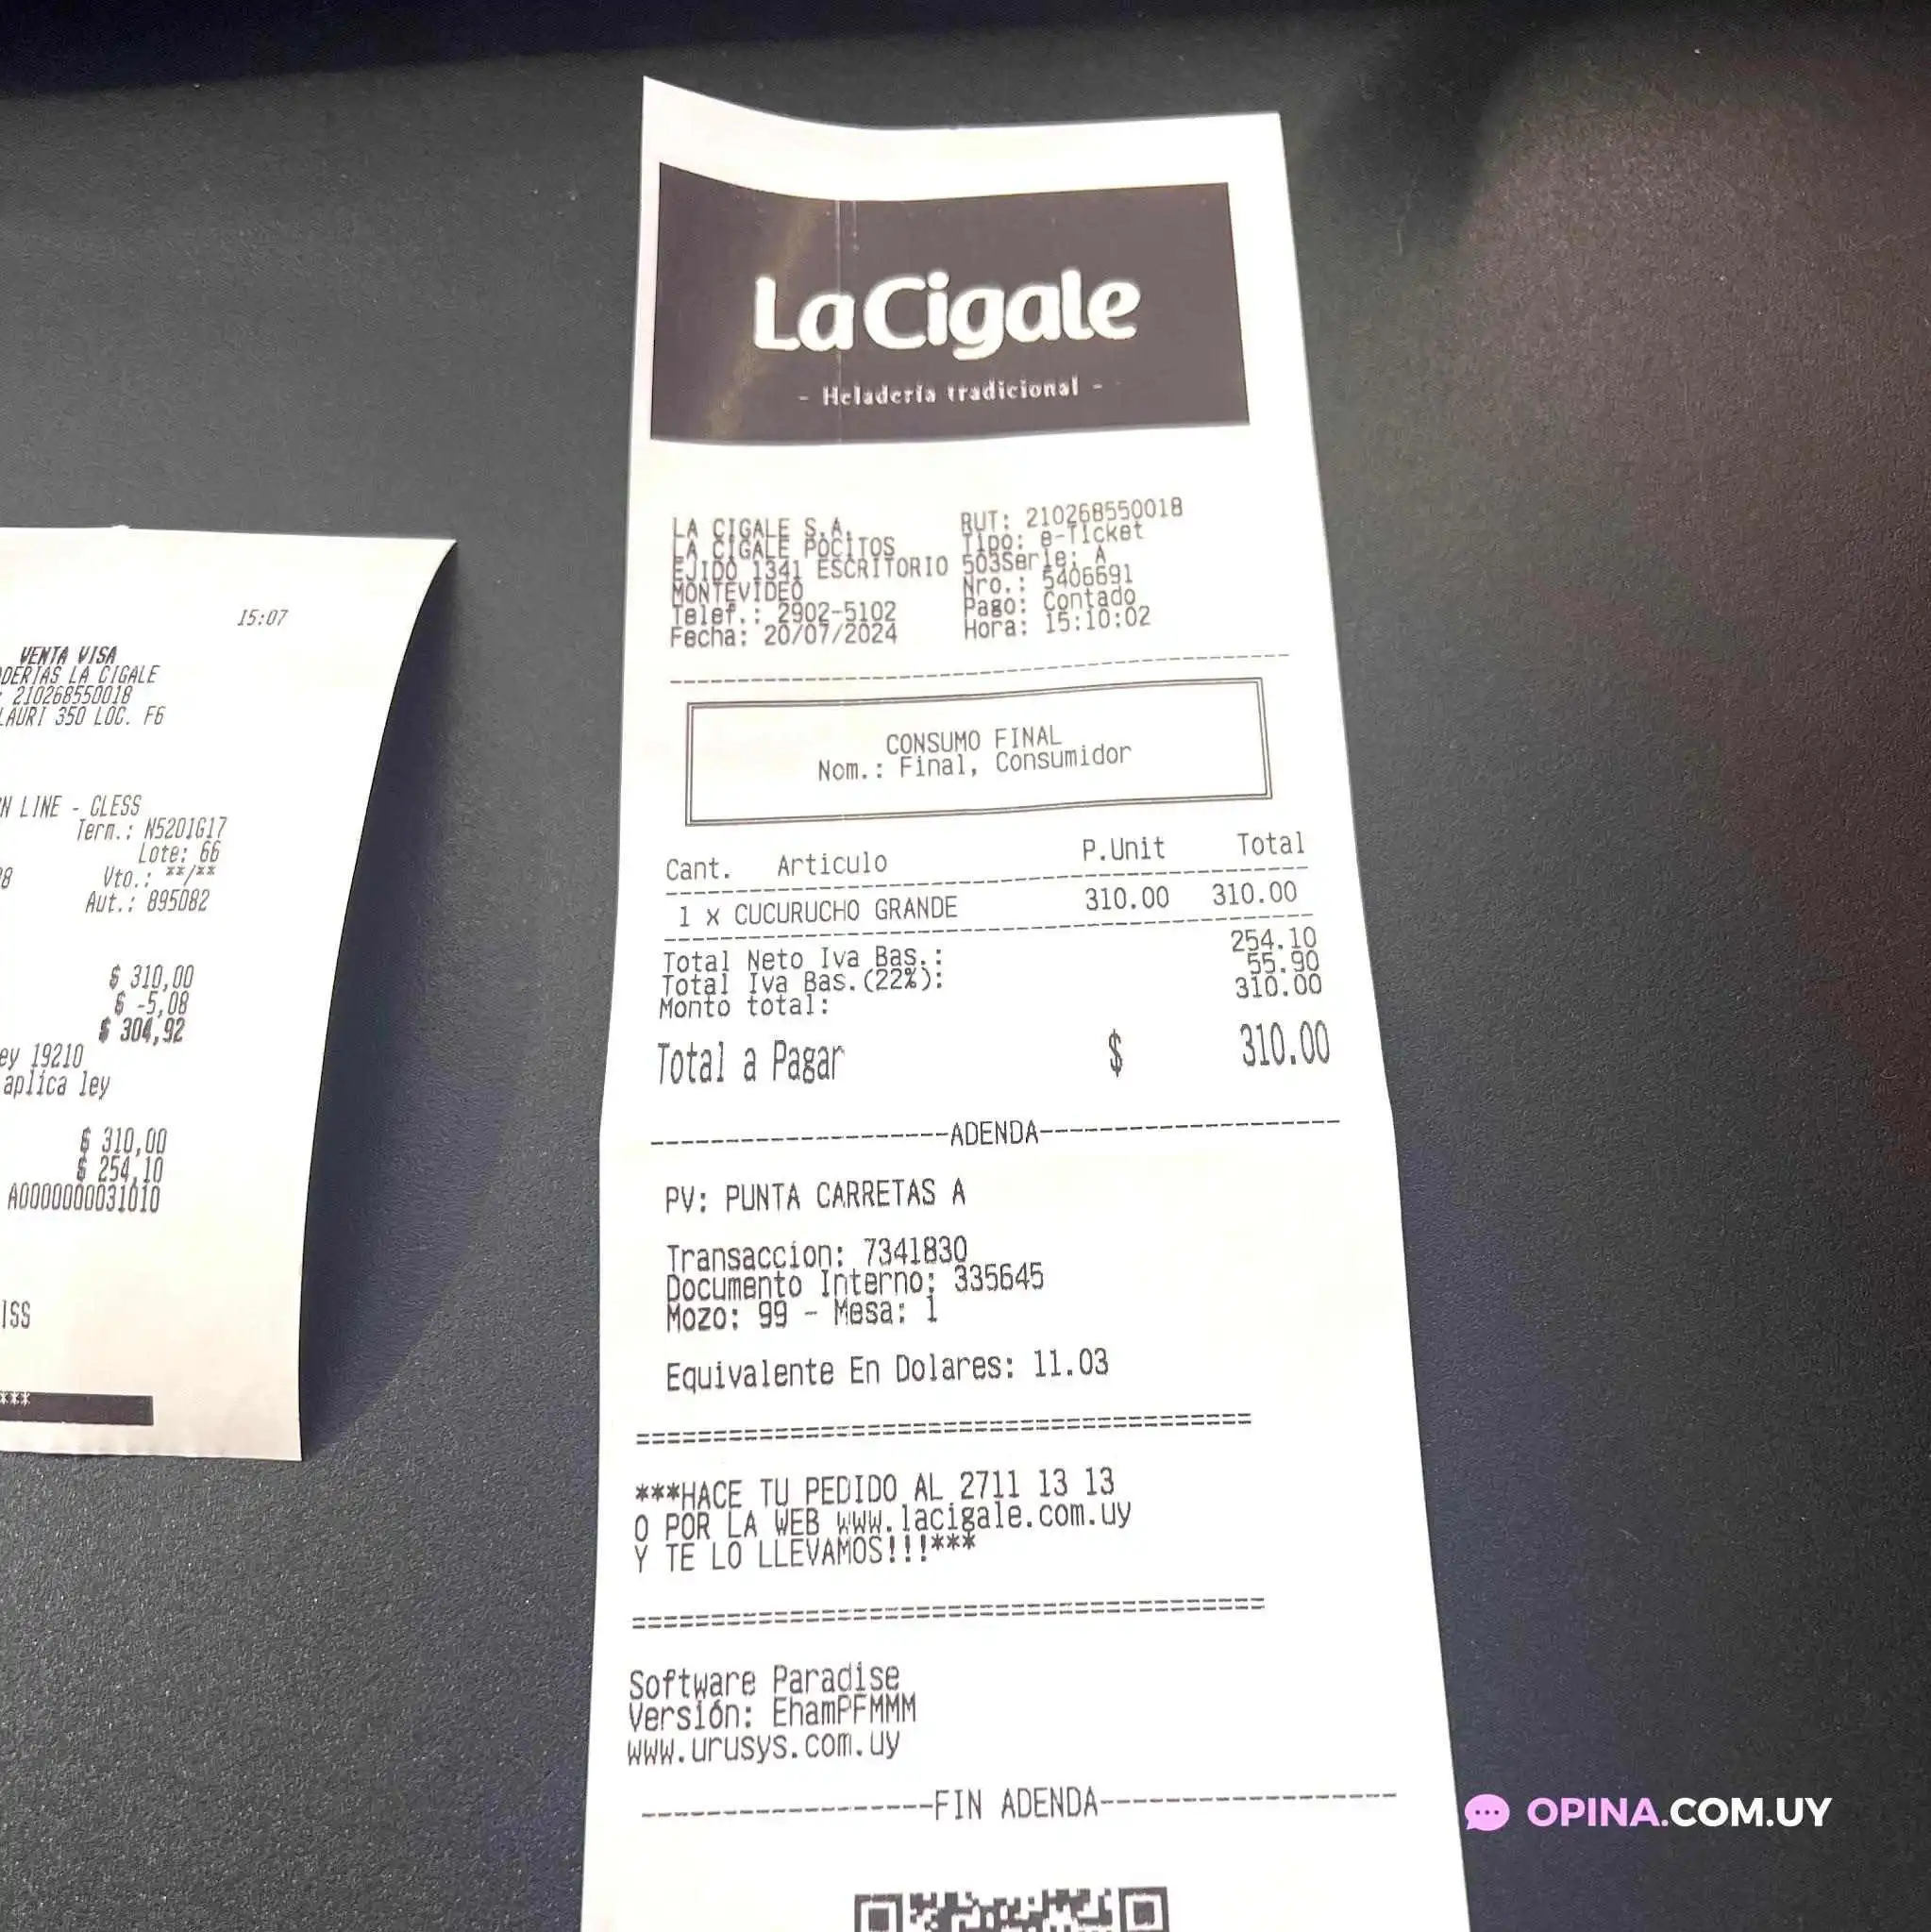 15:07
VENTA VISA
LA CIGALE
210268550018
350 LOC. F6
LINE - CLESS
Term.: N5201G17
Lote: 66
Vto.: **/**
Aut.: 895082
$ 310,00
$ -5,08
$ 304,92
19210
aplica ley
$ 310,00
$ 254,10
A0000000031010
***
LaCigale
- Heladería tradicional -
LA CIGALE S.A.
LA CIGALE POCITOS
EJIDO 1341 ESCRITORIO
MONTEVIDEO
Telef.: 2902-5102
Fecha: 20/07/2024
RUT: 210268550018
Tipo: e-Ticket
503Serie: A
Nro.: 5406691
Pago: Contado
Hora: 15:10:02
CONSUMO FINAL
Nom.: Final, Consumidor
Cant. Articulo P.Unit Total
1 x CUCURUCHO GRANDE 310.00 310.00
Total Neto Iva Bas.: 254.10
Total Iva Bas.(22%): 55.90
Monto total: 310.00
Total a Pagar $ 310.00
ADENDA
PV: PUNTA CARRETAS A
Transaccion: 7341830
Documento Interno: 335645
Mozo: 99 - Mesa: 1
Equivalente En Dolares: 11.03
***HACE TU PEDIDO AL 2711 13 13
O POR LA WEB www.lacigale.com.uy
Y TE LO LLEVAMOS!!!***
Software Paradise
Versión: EhamPFMMM
www.urusys.com.uy
FIN ADENDA
OPINA.COM.UY